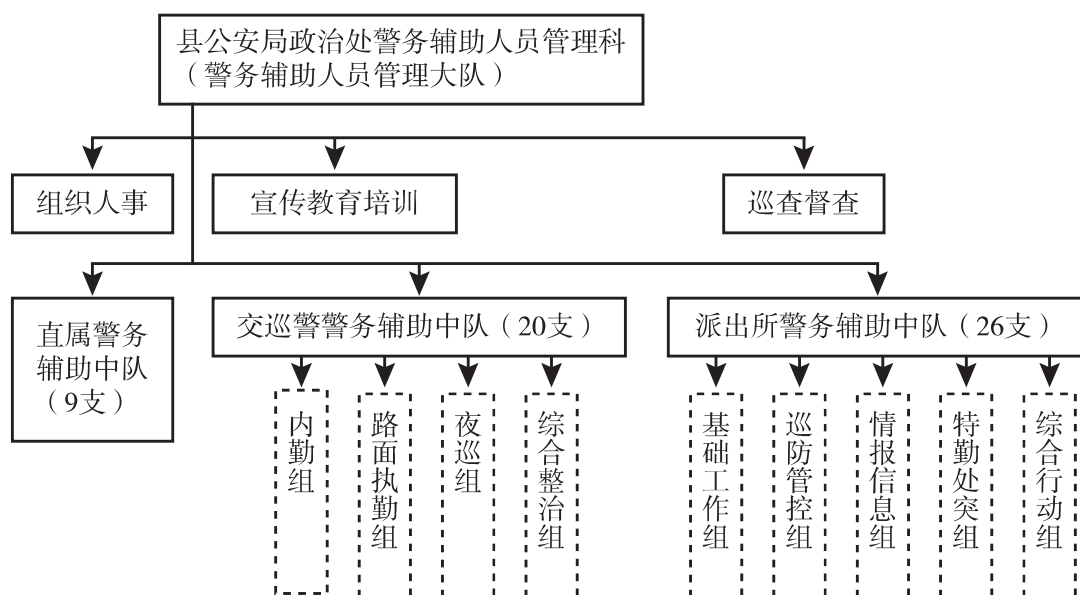 县公安局政治处警务辅助人员管理科
（警务辅助人员管理大队）
组织人事
宣传教育培训
巡查督查
直属警务
辅助中队
（9支）
交巡警警务辅助中队（20支）
派出所警务辅助中队（26支）
内勤组
路面执勤组
夜巡组
综合整治组
基础工作组
巡防管控组
情报信息组
特勤处突组
综合行动组